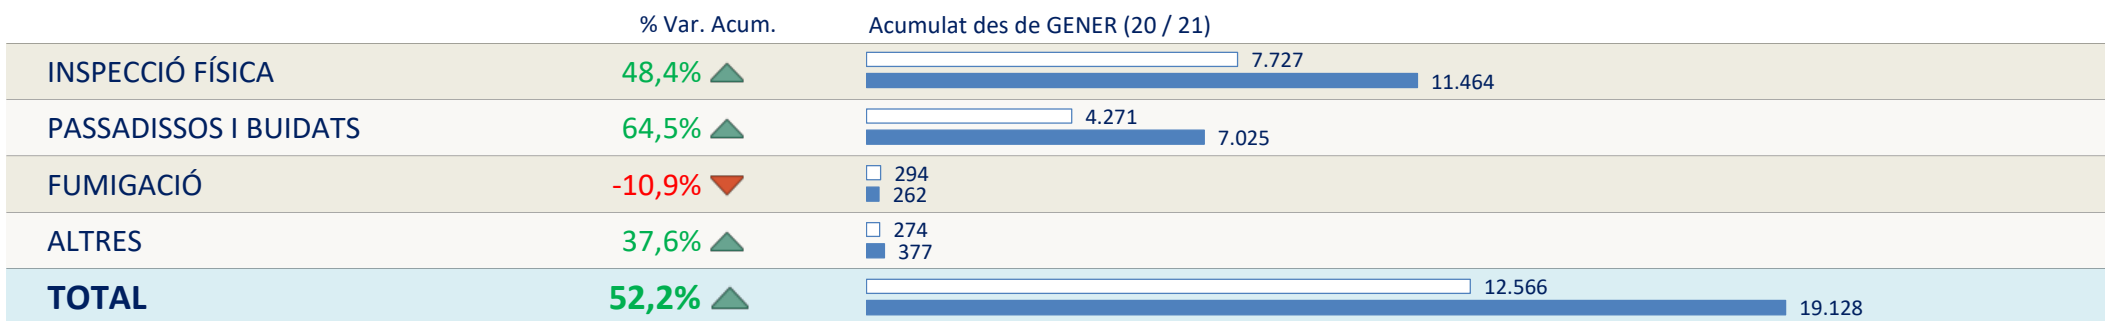 % Var. Acum. Acumulat des de GENER (20 / 21)
INSPECCIÓ FÍSICA 48,4% 7.727
11.464
PASSADISSOS I BUIDATS 64,5% 4.271
7.025
FUMIGACIÓ -10,9% 294
262
ALTRES 37,6% 274
377
TOTAL 52,2% 12.566
19.128